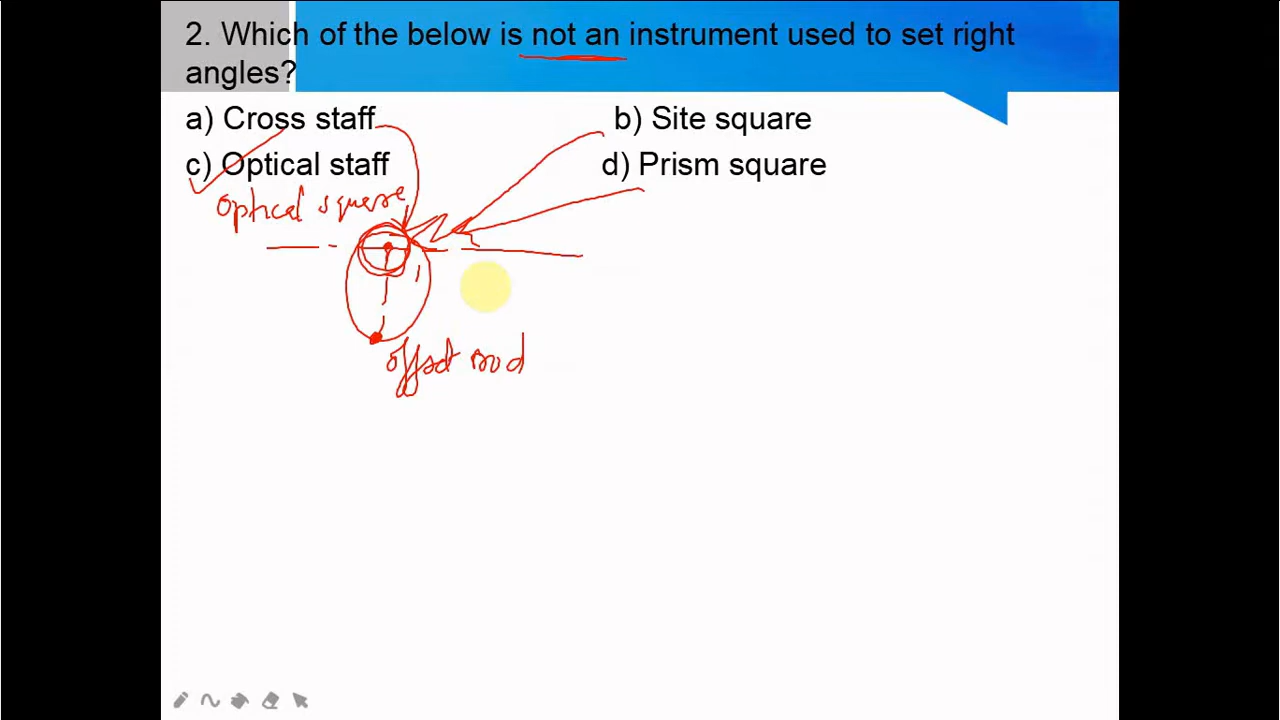 2. Which of the below is not an instrument used to set right
angles?
a) Cross staff b) Site square
c) Optical staff d) Prism square
Optical square
offset rod